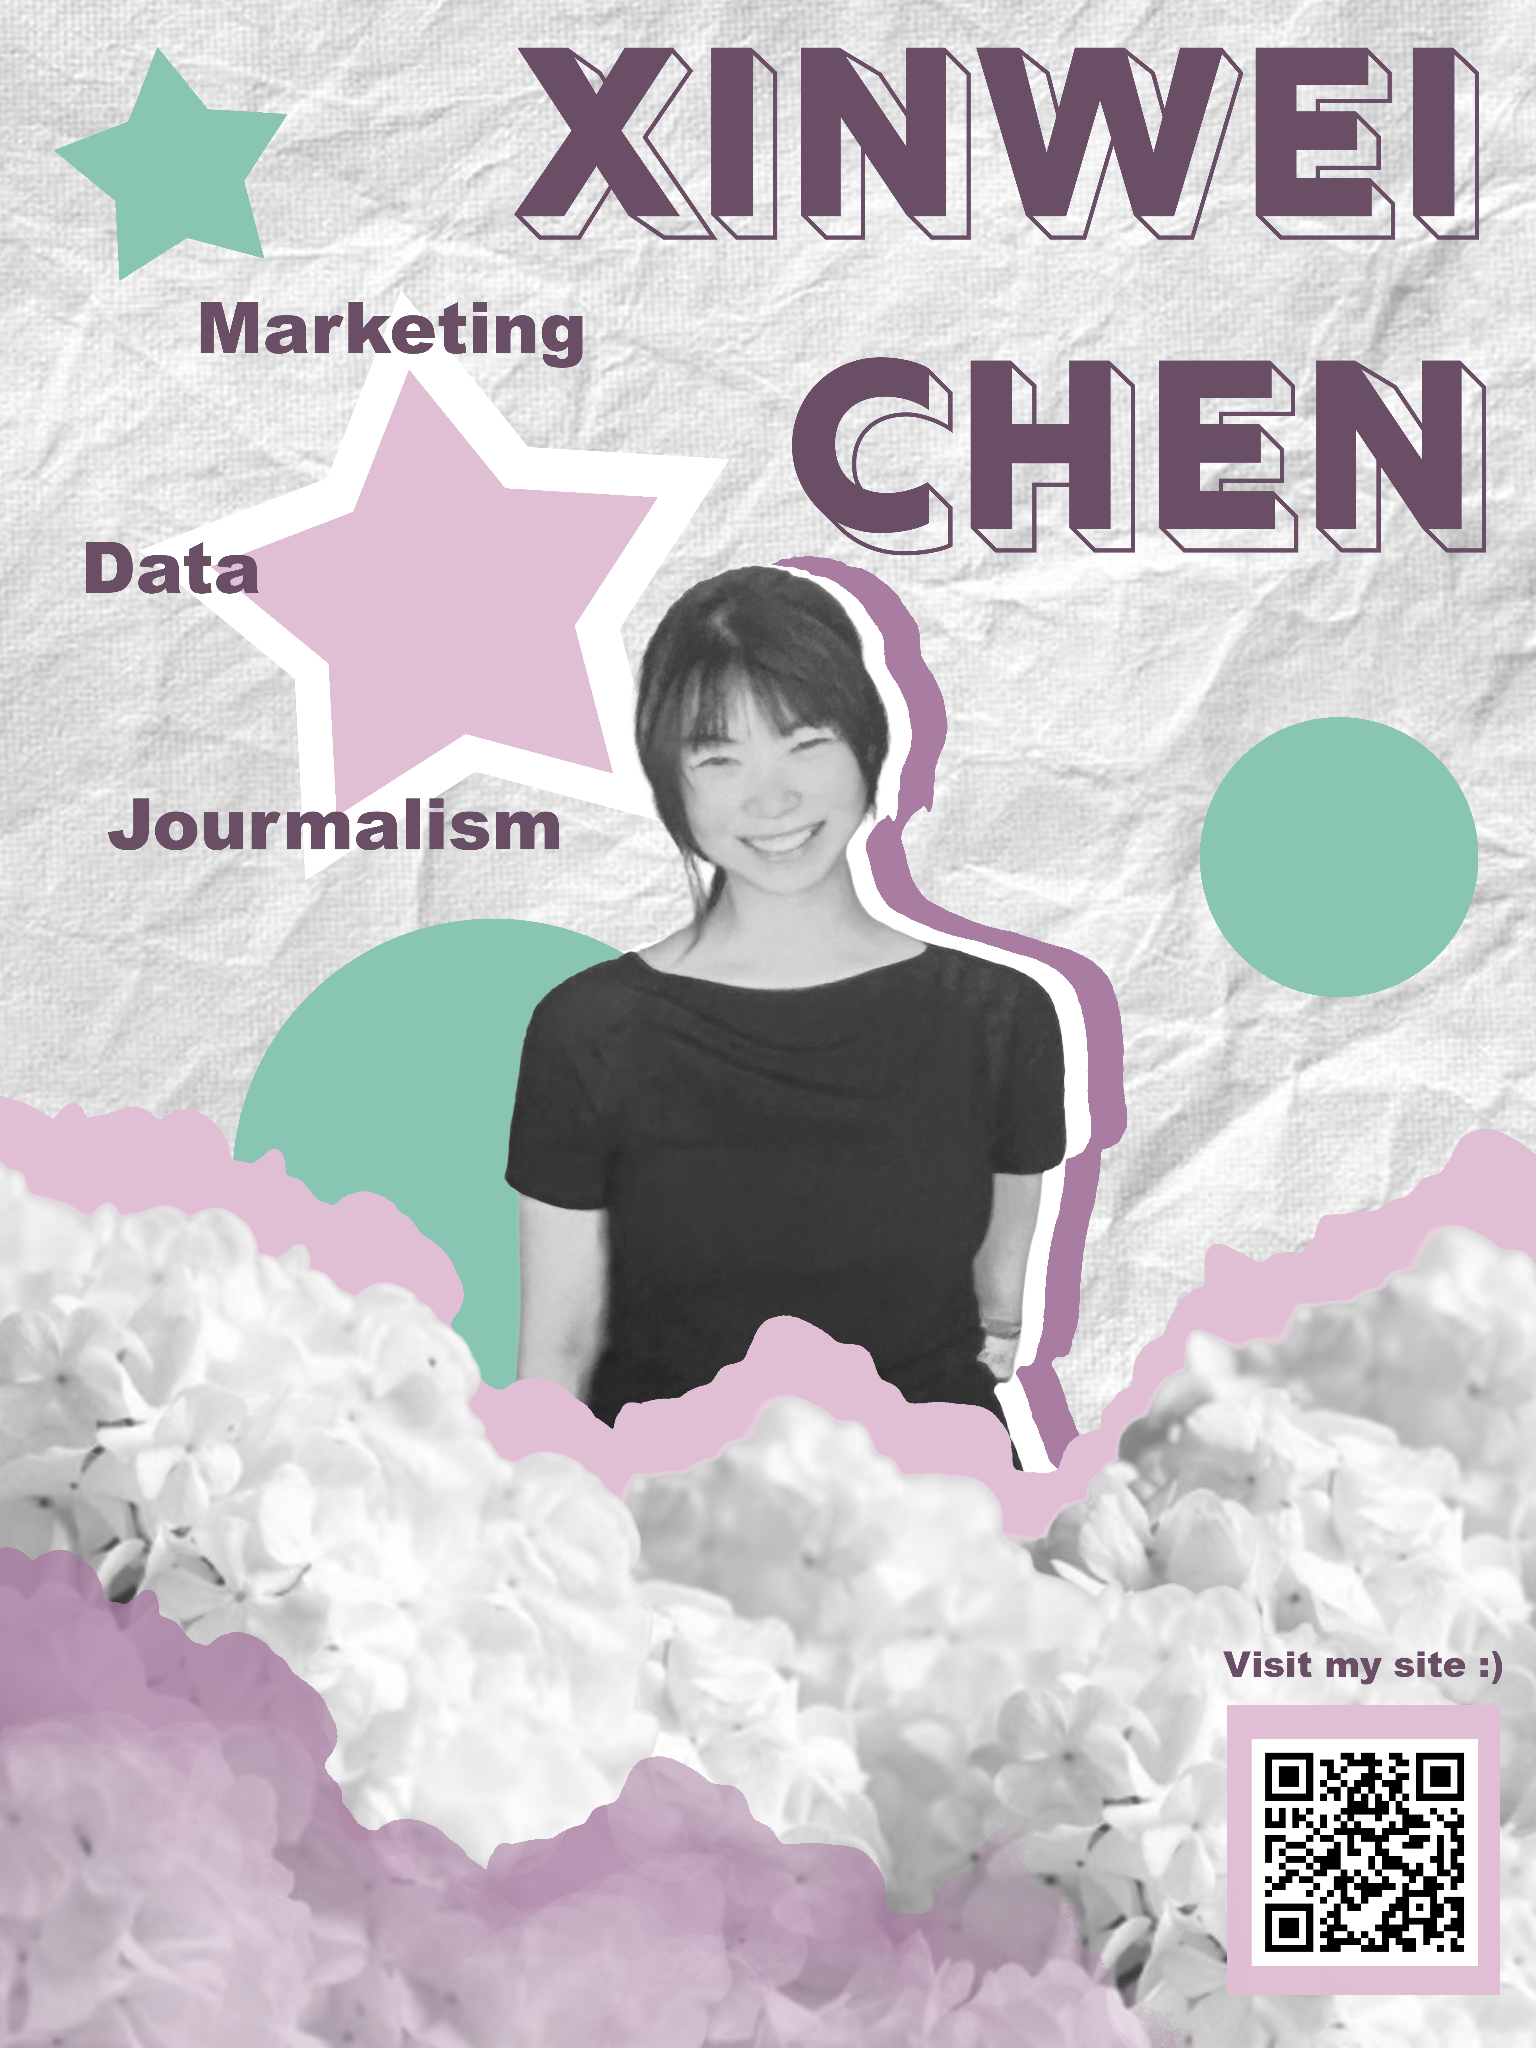 XINWEI
CHEN
Marketing
Data
Jourmalism
Visit my site :)